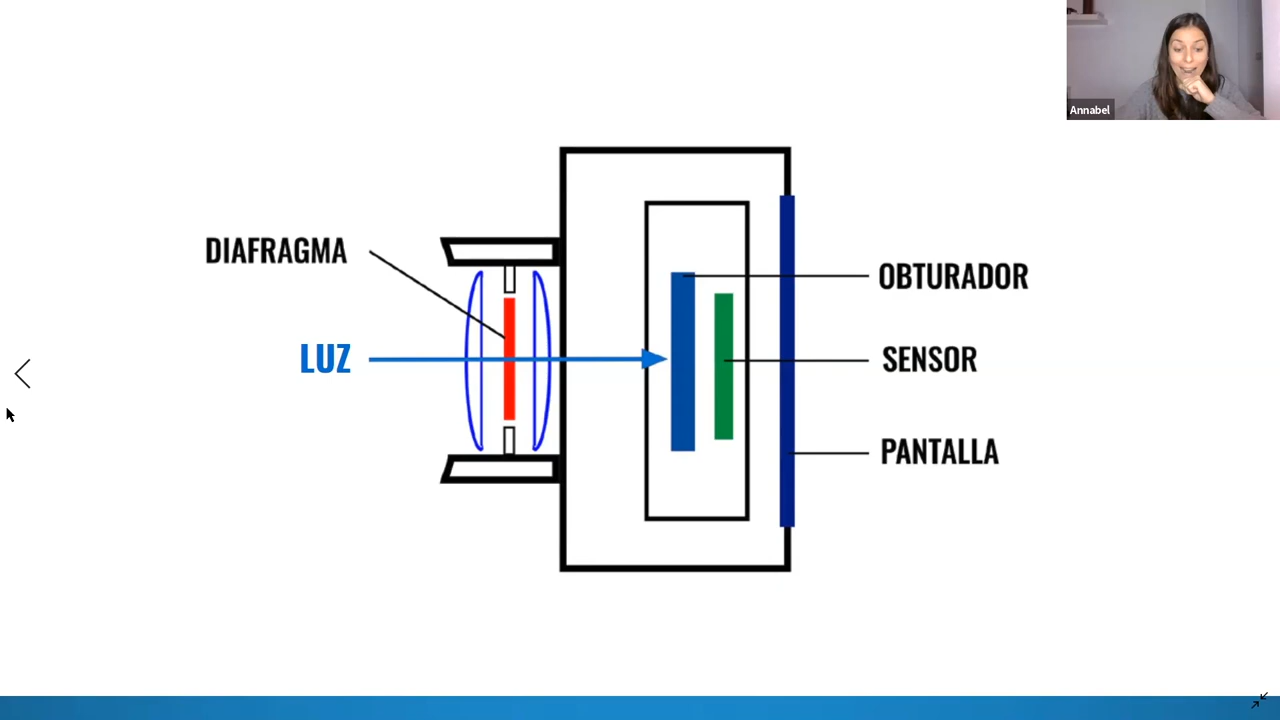 Annabel
DIAFRAGMA
OBTURADOR
LUZ
SENSOR
PANTALLA